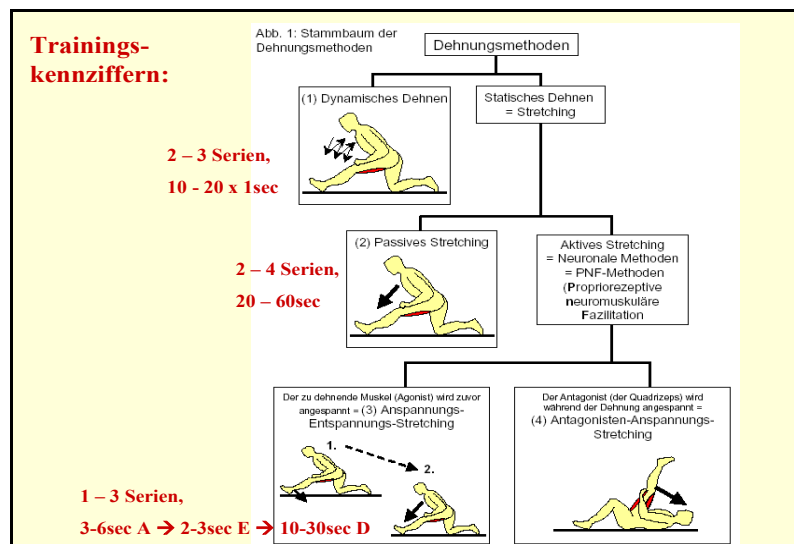 Trainings-
kennziffern:
Abb. 1: Stammbaum der
Dehnungsmethoden
Dehnungsmethoden
(1) Dynamisches Dehnen
Statisches Dehnen
= Stretching
2 – 3 Serien,
10 - 20 x 1sec
(2) Passives Stretching
Aktives Stretching
= Neuronale Methoden
= PNF-Methoden
(Propriorezeptive
neuromuskuläre
Fazilitation
2 – 4 Serien,
20 – 60sec
Der zu dehnende Muskel (Agonist) wird zuvor
angespannt = (3) Anspannungs-
Entspannungs-Stretching
1.
2.
Der Antagonist (der Quadrizeps) wird
während der Dehnung angespannt =
(4) Antagonisten-Anspannungs-
Stretching
1 – 3 Serien,
3-6sec A → 2-3sec E → 10-30sec D